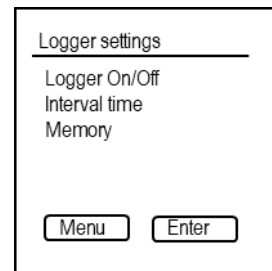 Logger settings
Logger On/Off
Interval time
Memory
Menu Enter